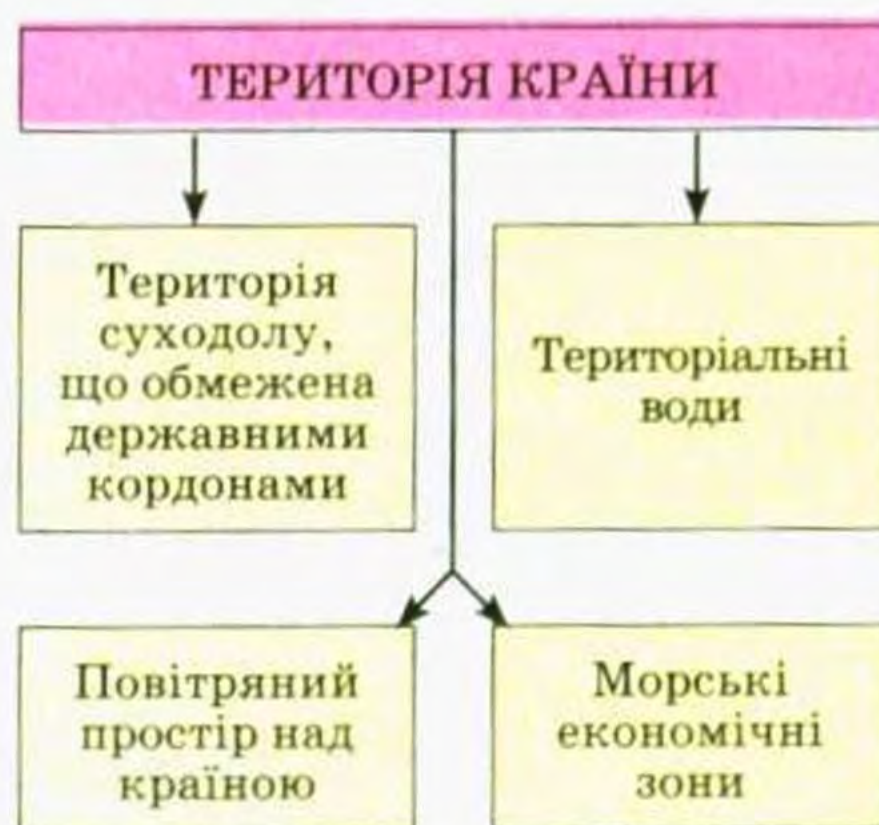 ТЕРИТОРІЯ КРАЇНИ
Територія
суходолу,
що обмежена
державними
кордонами
Територіальні
води
Повітряний
простір над
країною
Морські
економічні
зони